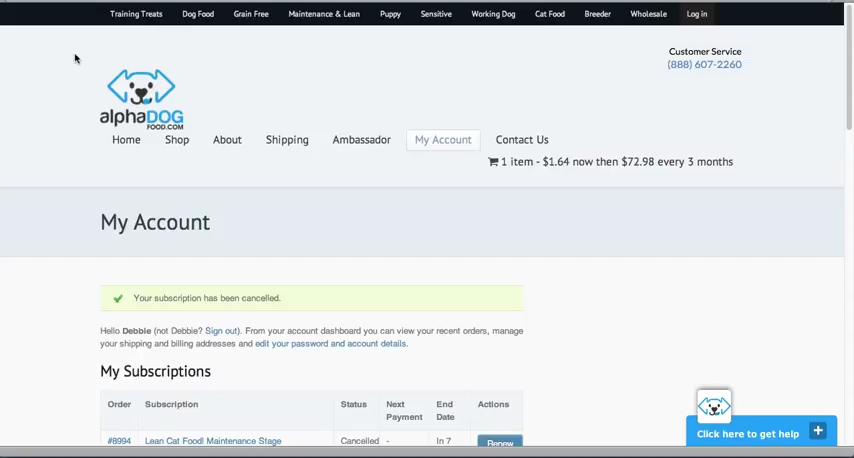 Training Treats Dog Food Grain Free Maintenance & Lean Puppy Sensitive Working Dog Cat Food Breeder Wholesale Log in
Customer Service
(888) 607-2260
alphaDOG
FOOD.COM
Home Shop About Shipping Ambassador My Account Contact Us
1 item - $1.64 now then $72.98 every 3 months
My Account
Your subscription has been cancelled.
Hello Debbie (not Debbie? Sign out). From your account dashboard you can view your recent orders, manage
your shipping and billing addresses and edit your password and account details.
My Subscriptions
Order Subscription Status Next Payment End Date Actions
#8994 Lean Cat Food! Maintenance Stage Cancelled - In 7 Renew
Click here to get help +